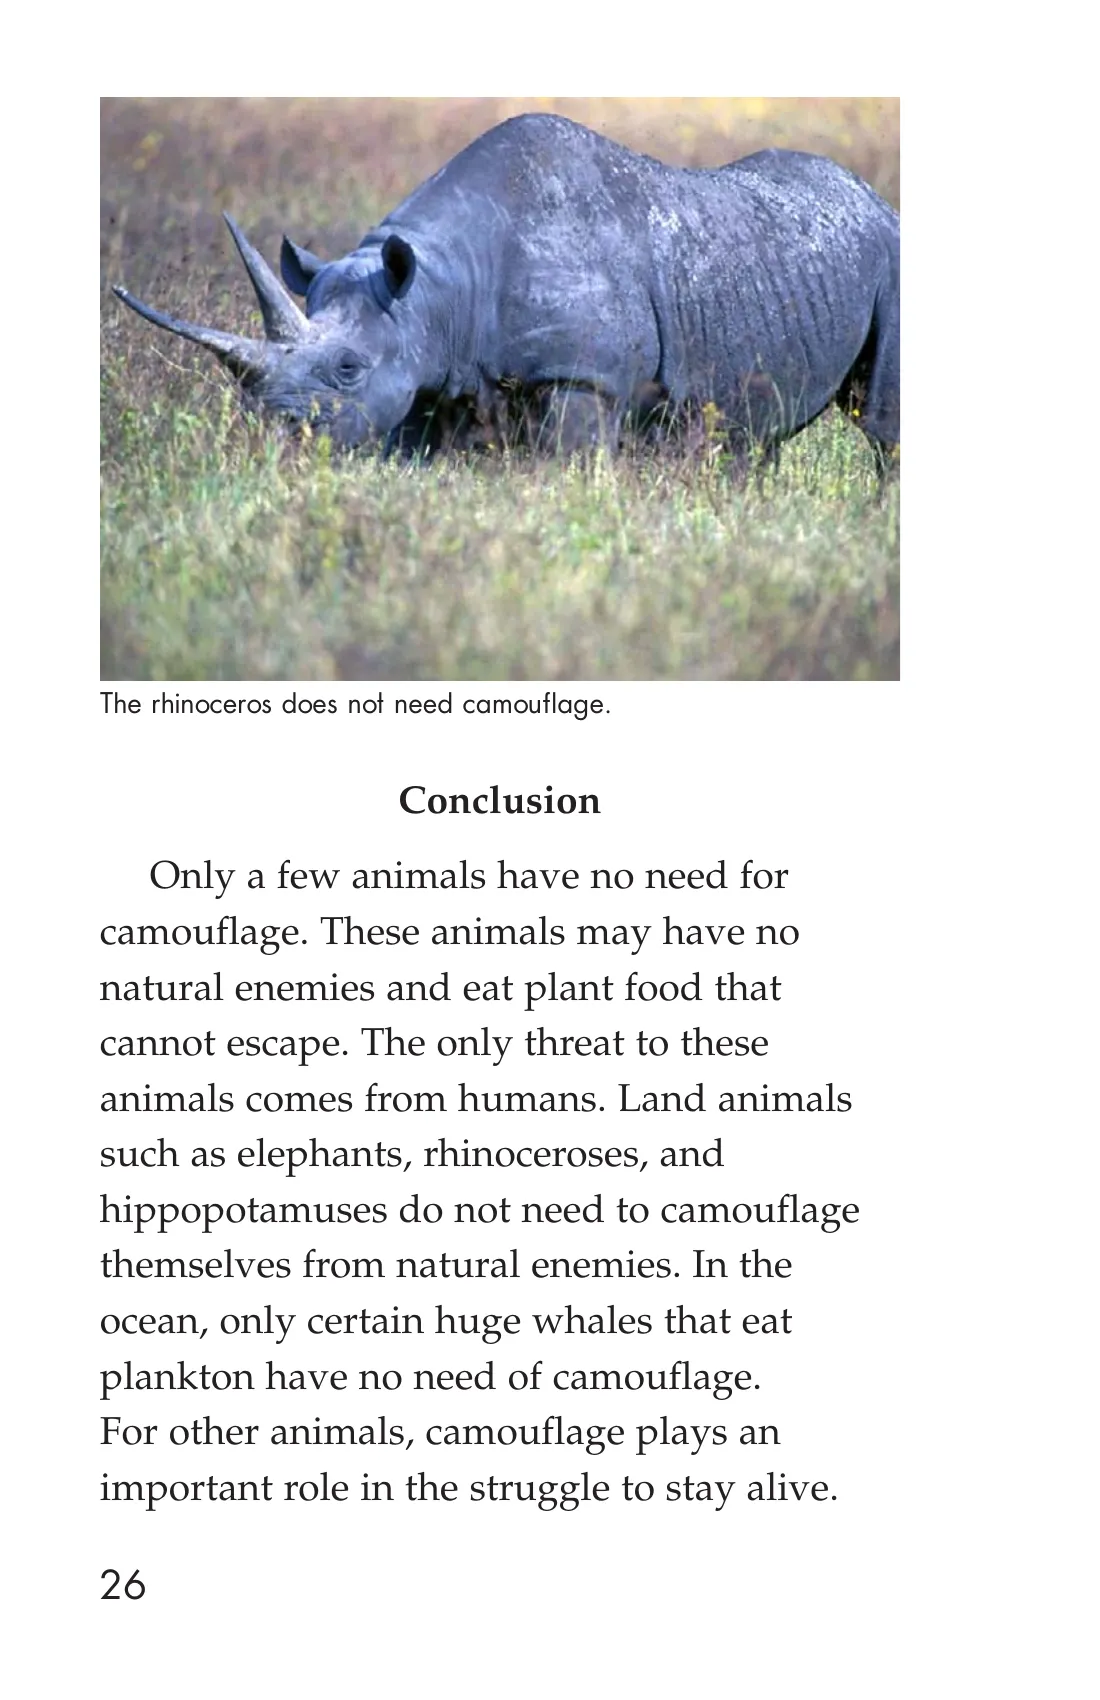 The rhinoceros does not need camouflage.
Conclusion
Only a few animals have no need for
camouflage. These animals may have no
natural enemies and eat plant food that
cannot escape. The only threat to these
animals comes from humans. Land animals
such as elephants, rhinoceroses, and
hippopotamuses do not need to camouflage
themselves from natural enemies. In the
ocean, only certain huge whales that eat
plankton have no need of camouflage.
For other animals, camouflage plays an
important role in the struggle to stay alive.
26